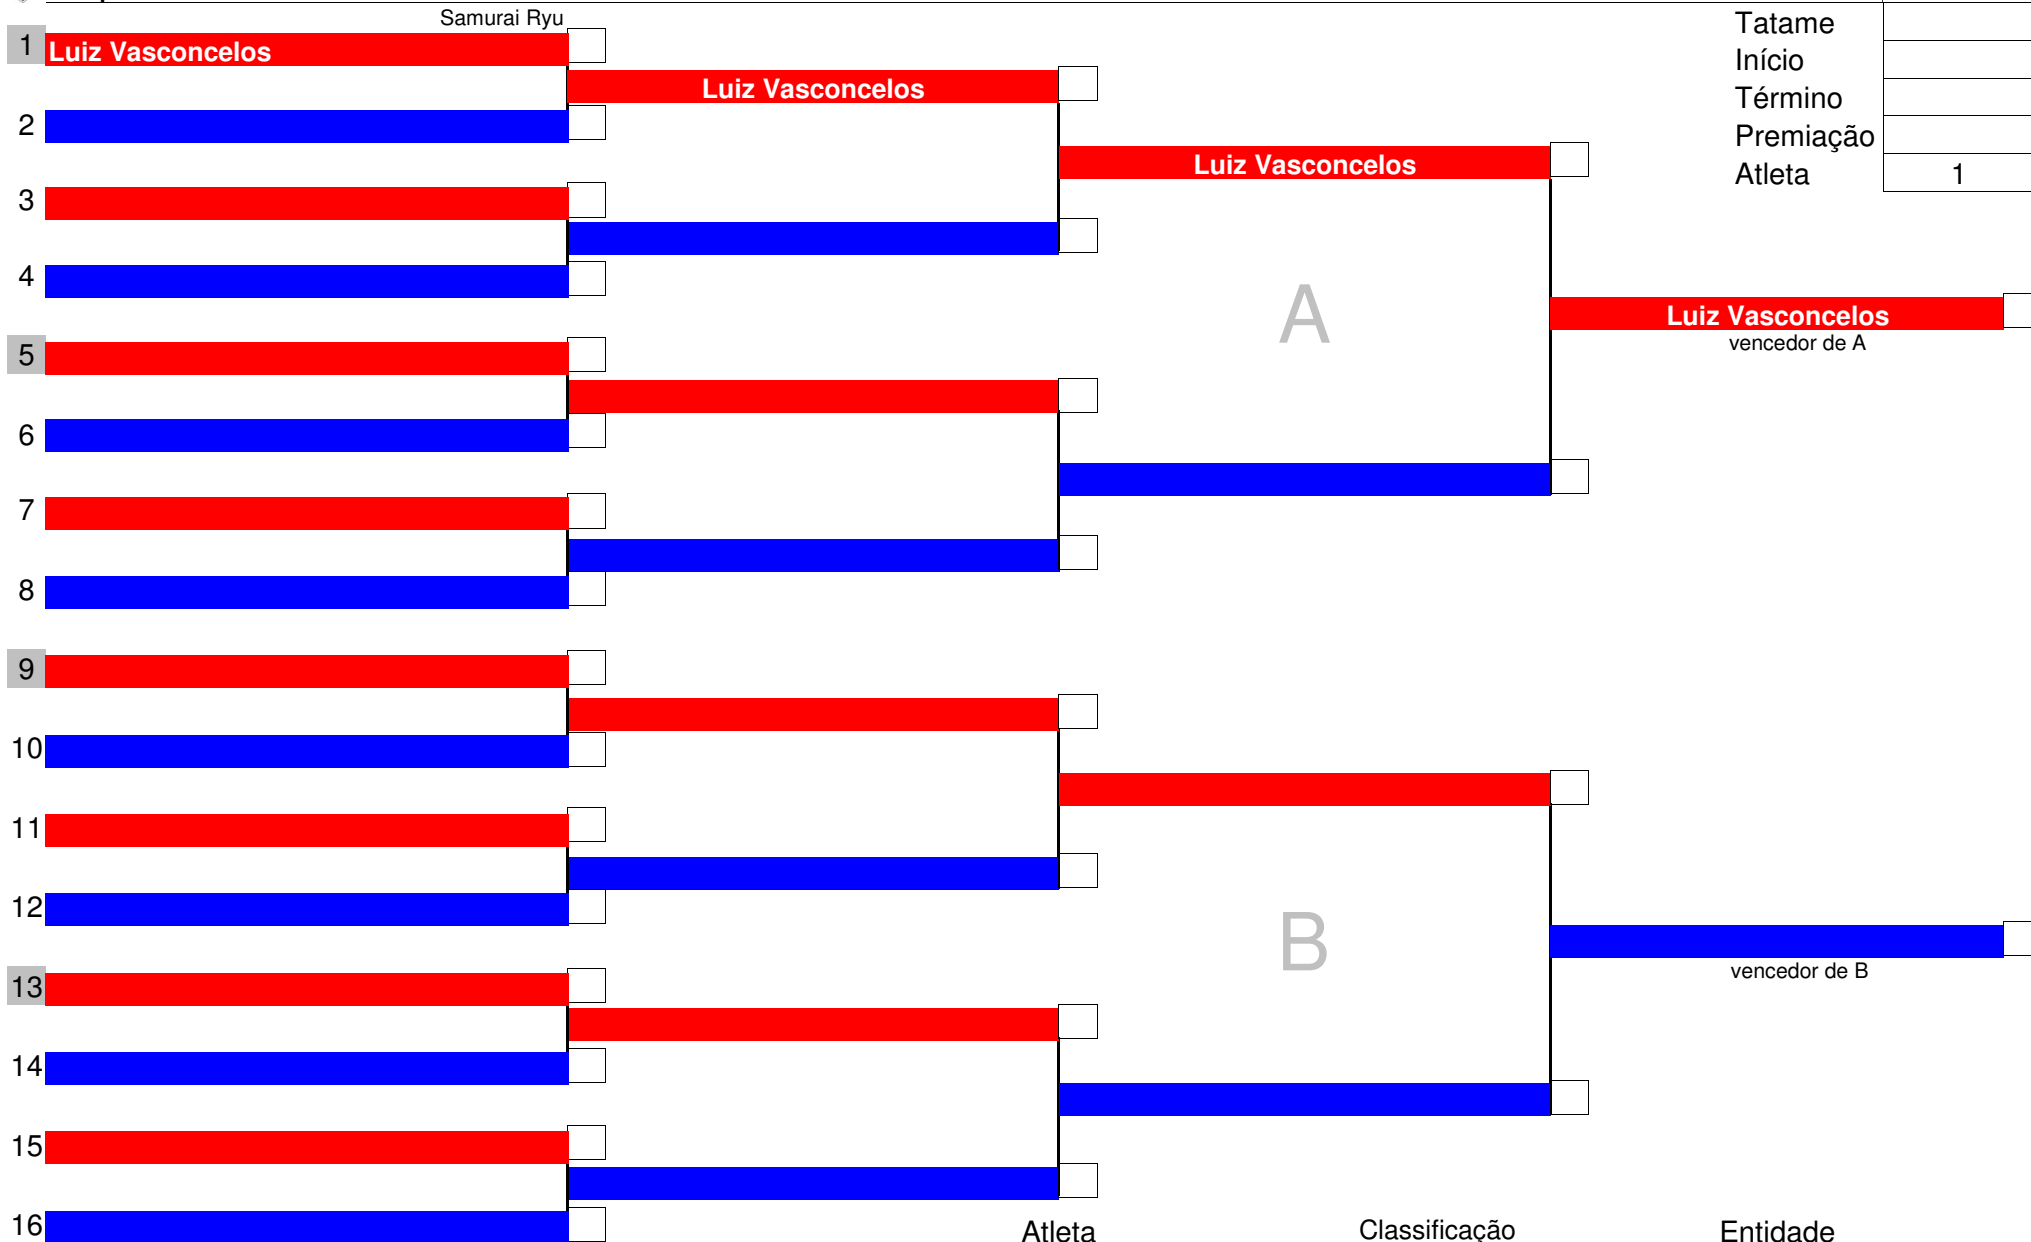 Samurai Ryu
1 Luiz Vasconcelos
Luiz Vasconcelos
2
Luiz Vasconcelos
3
4
Luiz Vasconcelos
vencedor de A
A
5
6
7
8
9
10
11
12
B
vencedor de B
13
14
15
16
Tatame
Início
Término
Premiação
Atleta 1
Atleta Classificação Entidade